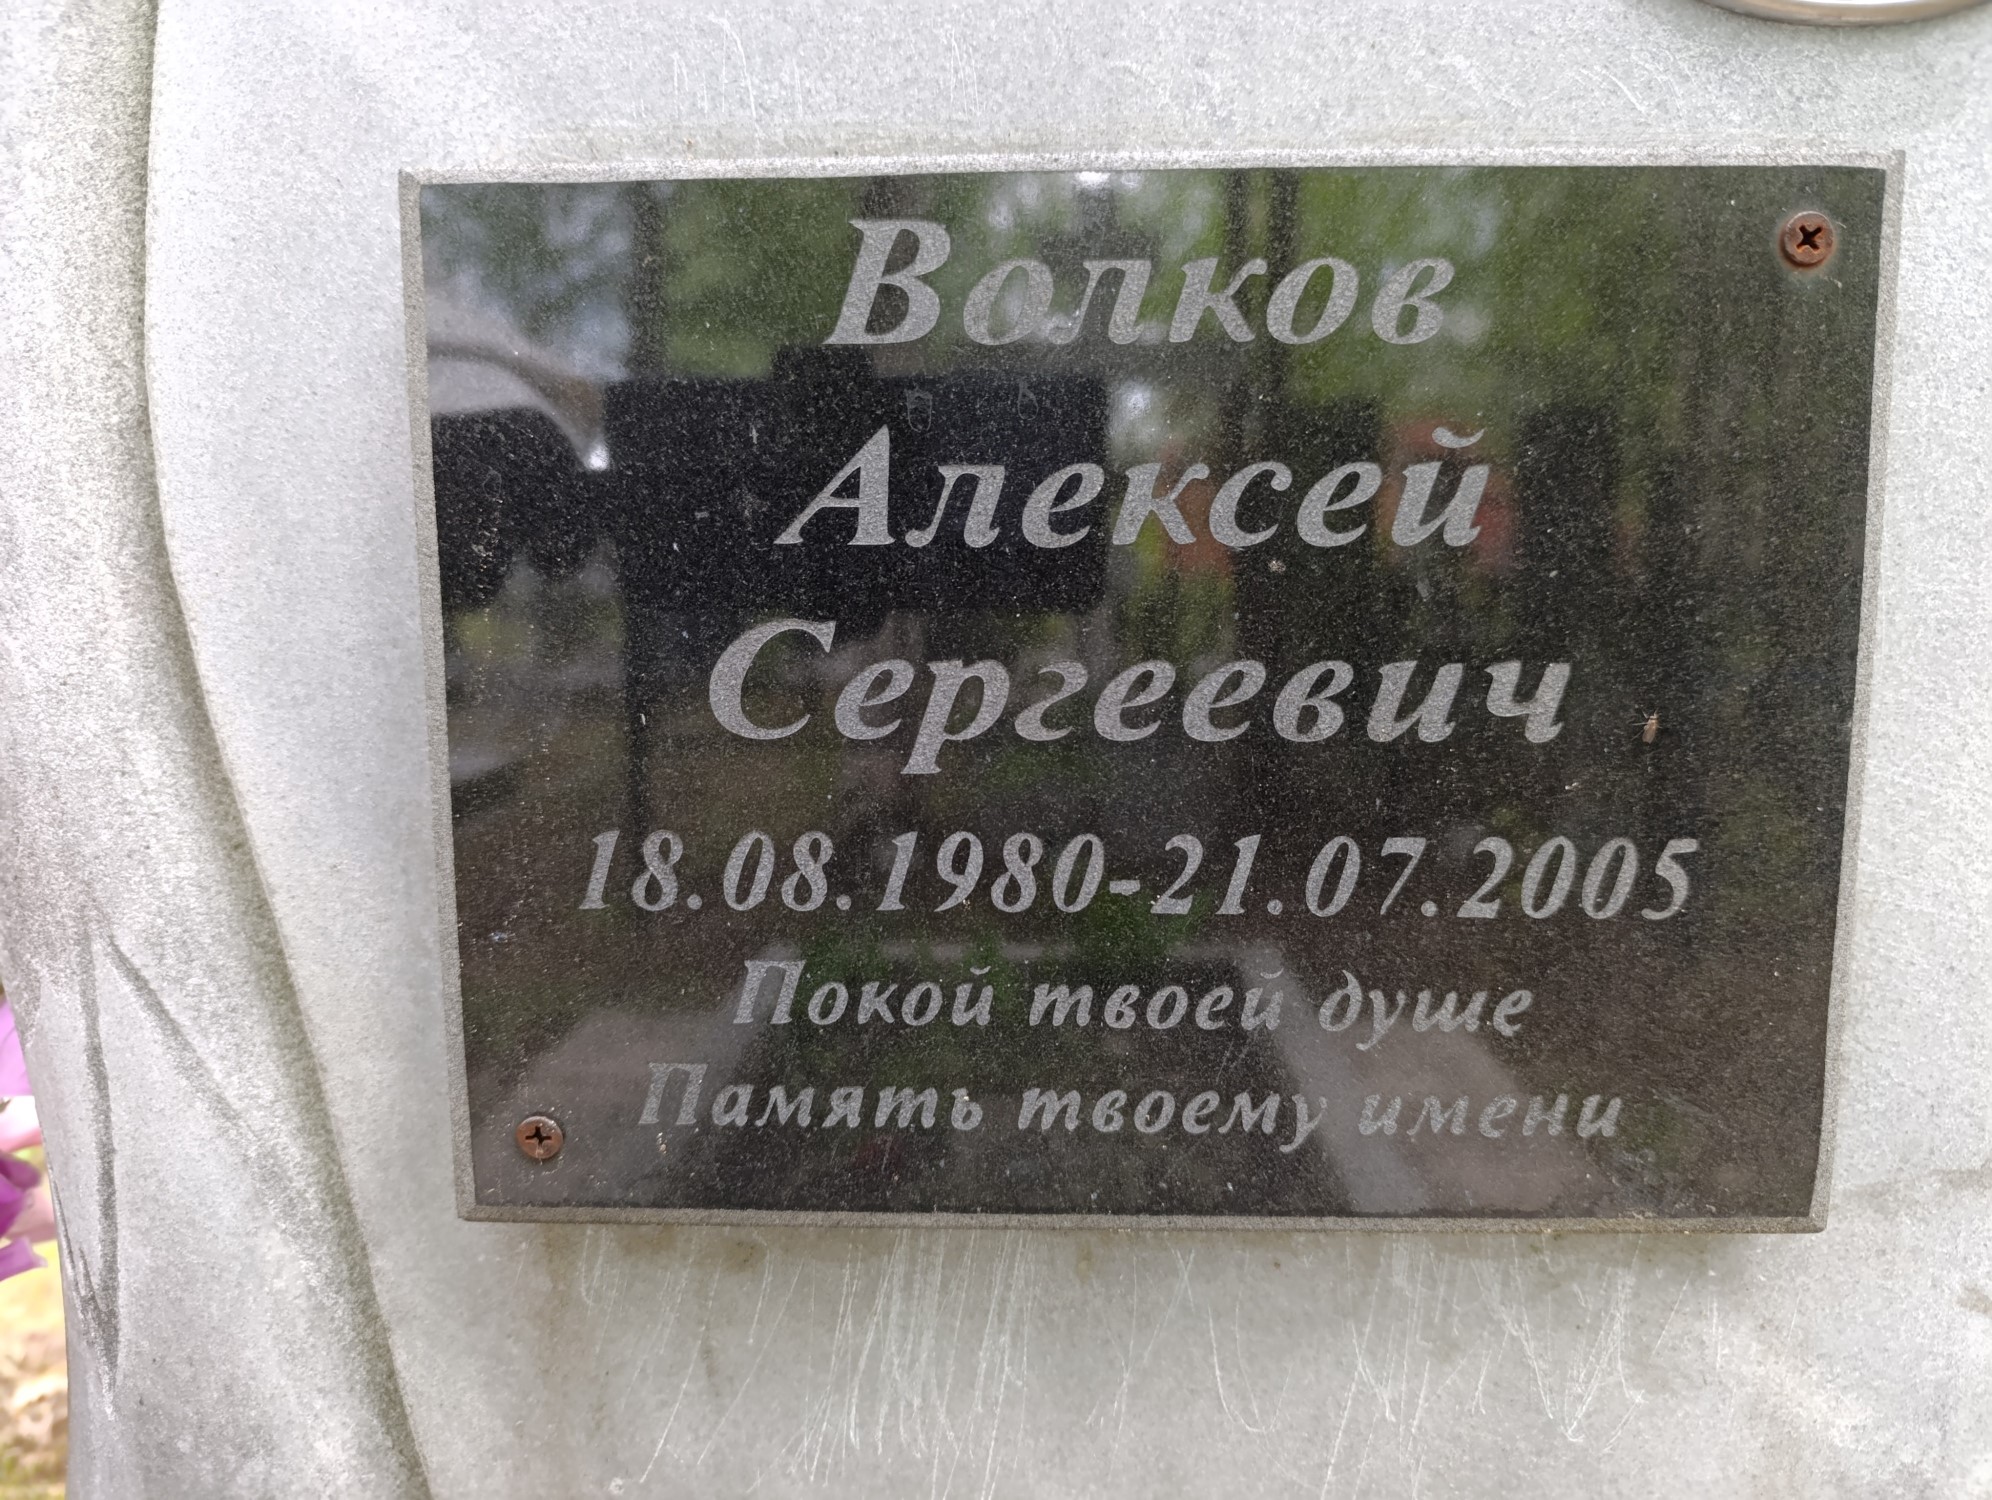 Волков
Алексей
Сергеевич
18.08.1980-21.07.2005
Покой твоей душе
Память твоему имени